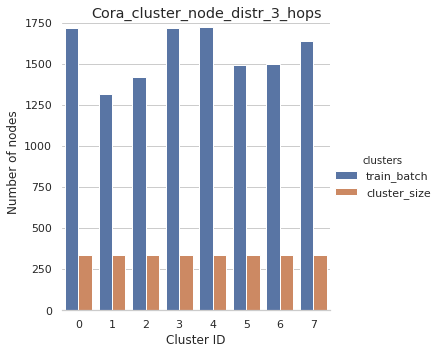 Cora_cluster_node_distr_3_hops
Number of nodes
1750
1500
1250
1000
750
500
250
0
0 1 2 3 4 5 6 7
Cluster ID
clusters
train_batch
cluster_size